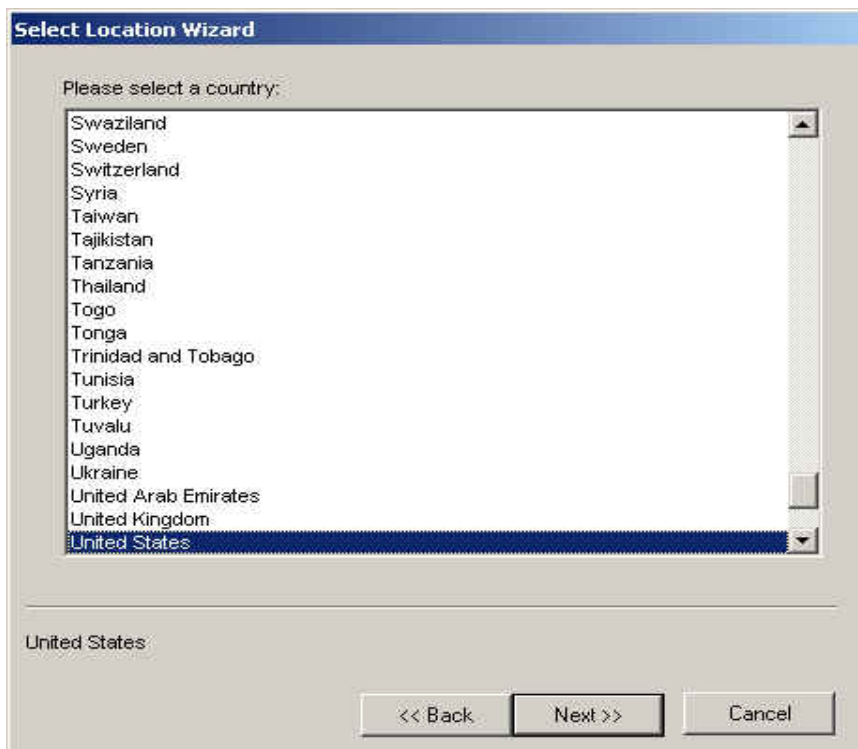 Select Location Wizard
Please select a country:
Swaziland
Sweden
Switzerland
Syria
Taiwan
Tajikistan
Tanzania
Thailand
Togo
Tonga
Trinidad and Tobago
Tunisia
Turkey
Tuvalu
Uganda
Ukraine
United Arab Emirates
United Kingdom
United States
United States
<< Back
Next >>
Cancel